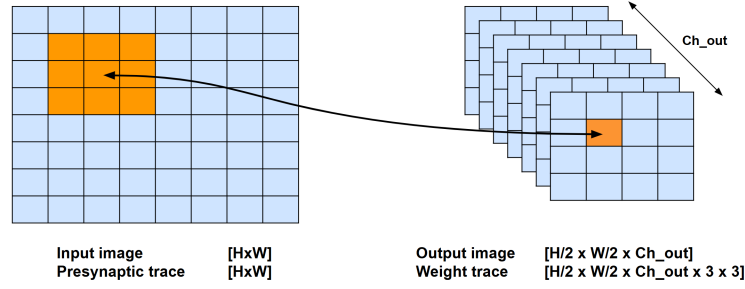 Ch_out
Input image [HxW]
Presynaptic trace [HxW]
Output image [H/2 x W/2 x Ch_out]
Weight trace [H/2 x W/2 x Ch_out x 3 x 3]